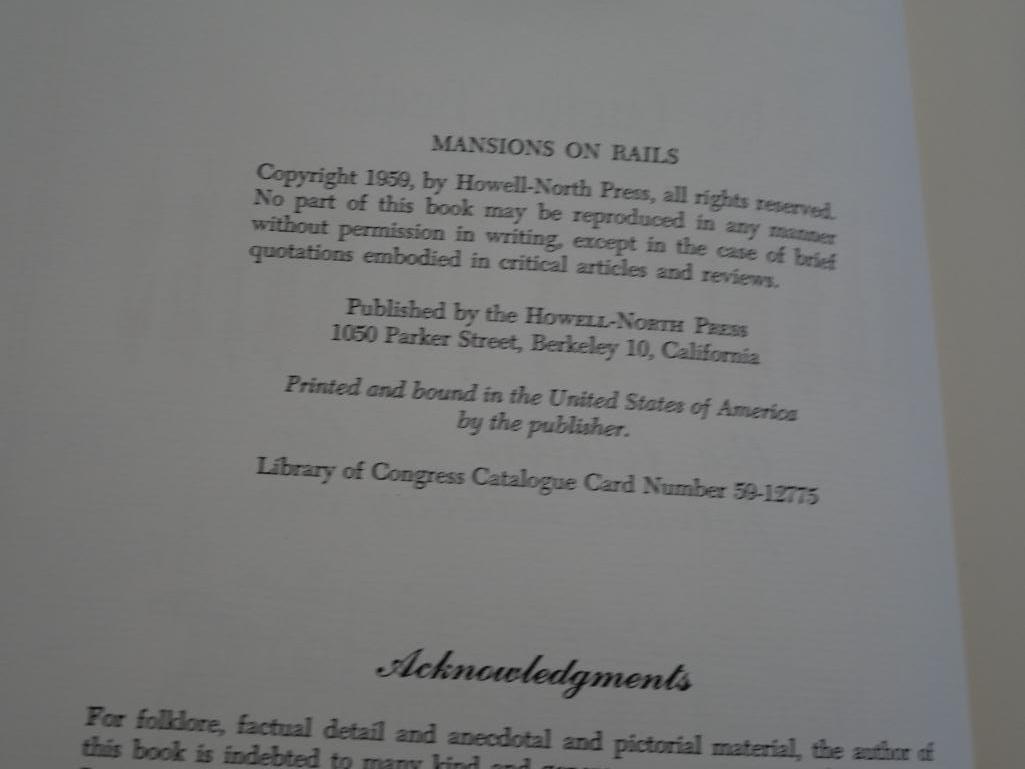 MANSIONS ON RAILS
Copyright 1959, by Howell-North Press, all rights reserved.
No part of this book may be reproduced in any manner
without permission in writing, except in the case of brief
quotations embodied in critical articles and reviews.
Published by the HOWELL-NORTH PRESS
1050 Parker Street, Berkeley 10, California
Printed and bound in the United States of America
by the publisher.
Library of Congress Catalogue Card Number 59-12775
Acknowledgments
For folklore, factual detail and anecdotal and pictorial material, the author of
this book is indebted to many kind and